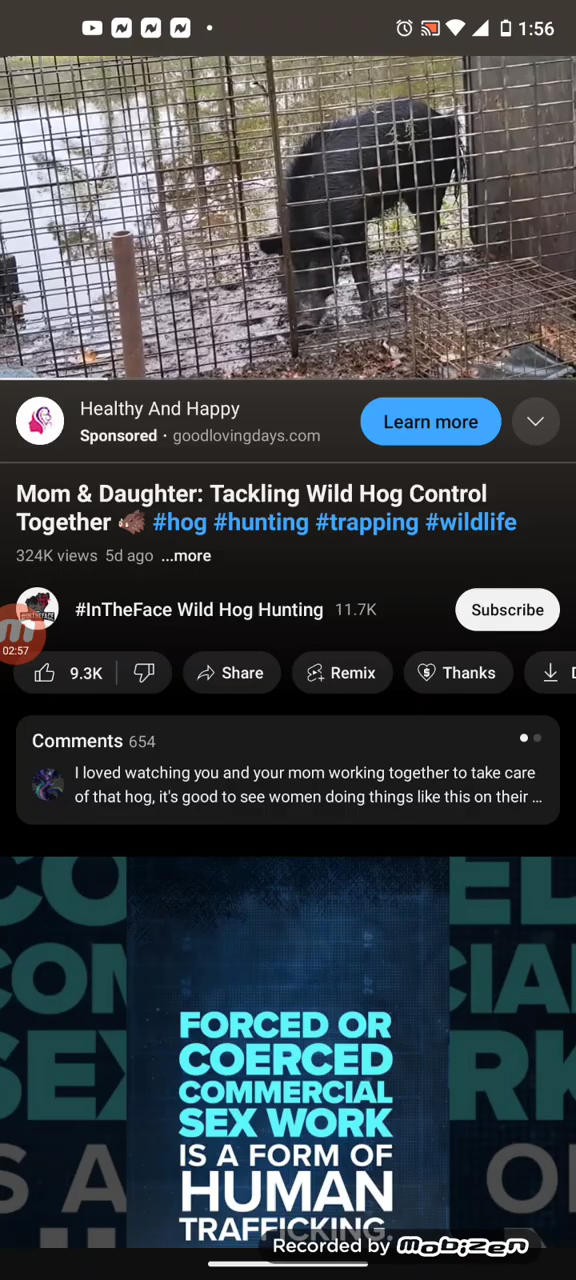 1:56
Healthy And Happy
Sponsored · goodlovingdays.com
Learn more
Mom & Daughter: Tackling Wild Hog Control
Together 🐗 #hog #hunting #trapping #wildlife
324K views 5d ago ...more
#InTheFace Wild Hog Hunting 11.7K
Subscribe
02:57
9.3K
Share
Remix
Thanks
D
Comments 654
I loved watching you and your mom working together to take care
of that hog, it's good to see women doing things like this on their ...
FORCED OR
COERCED
COMMERCIAL
SEX WORK
IS A FORM OF
HUMAN
TRAFFICKING.
Recorded by mobizen